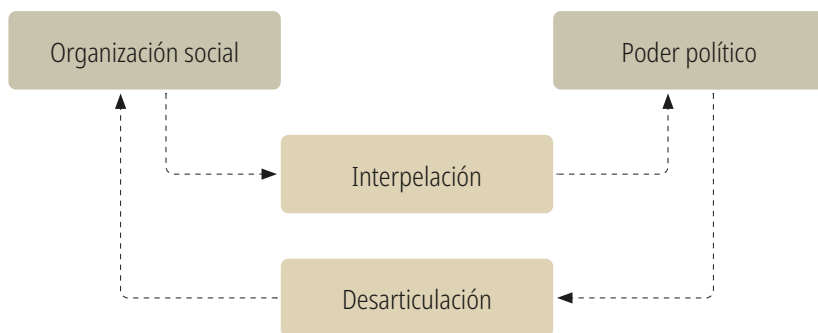 Organización social
Poder político
Interpelación
Desarticulación